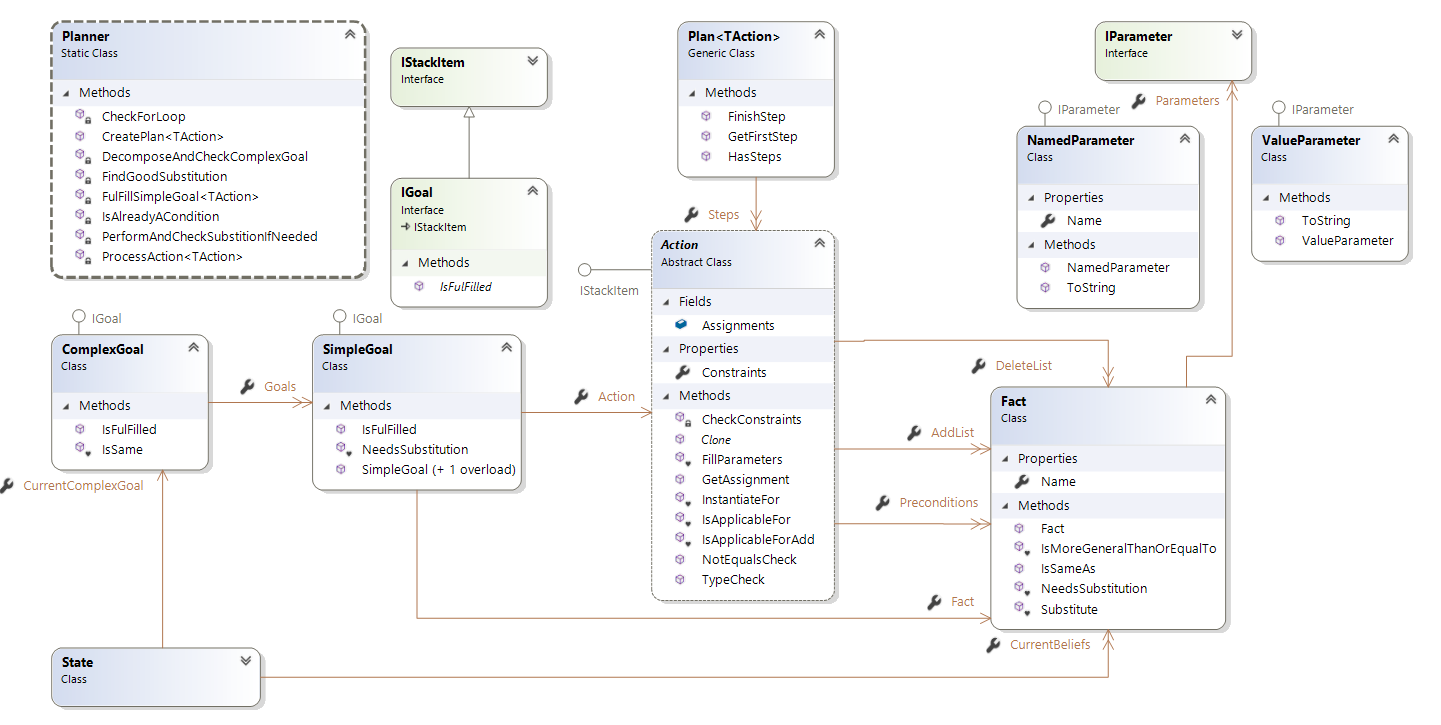 Planner
Static Class
Methods
CheckForLoop
CreatePlan<TAction>
DecomposeAndCheckComplexGoal
FindGoodSubstitution
FulFillSimpleGoal<TAction>
IsAlreadyACondition
PerformAndCheckSubstitionIfNeeded
ProcessAction<TAction>
IStackItem
Interface
IGoal
Interface
IStackItem
Methods
IsFulFilled
Plan<TAction>
Generic Class
Methods
FinishStep
GetFirstStep
HasSteps
Steps
IParameter
Interface
Parameters
IParameter
NamedParameter
Class
Properties
Name
Methods
NamedParameter
ToString
IParameter
ValueParameter
Class
Methods
ToString
ValueParameter
IGoal
ComplexGoal
Class
Methods
IsFulFilled
IsSame
Goals
IGoal
SimpleGoal
Class
Methods
IsFulFilled
NeedsSubstitution
SimpleGoal (+ 1 overload)
Action
IStackItem
Action
Abstract Class
Fields
Assignments
Properties
Constraints
Methods
CheckConstraints
Clone
FillParameters
GetAssignment
InstantiateFor
IsApplicableFor
IsApplicableForAdd
NotEqualsCheck
TypeCheck
DeleteList
AddList
Preconditions
Fact
Fact
Class
Properties
Name
Methods
Fact
IsMoreGeneralThanOrEqualTo
IsSameAs
NeedsSubstitution
Substitute
CurrentComplexGoal
CurrentBeliefs
State
Class